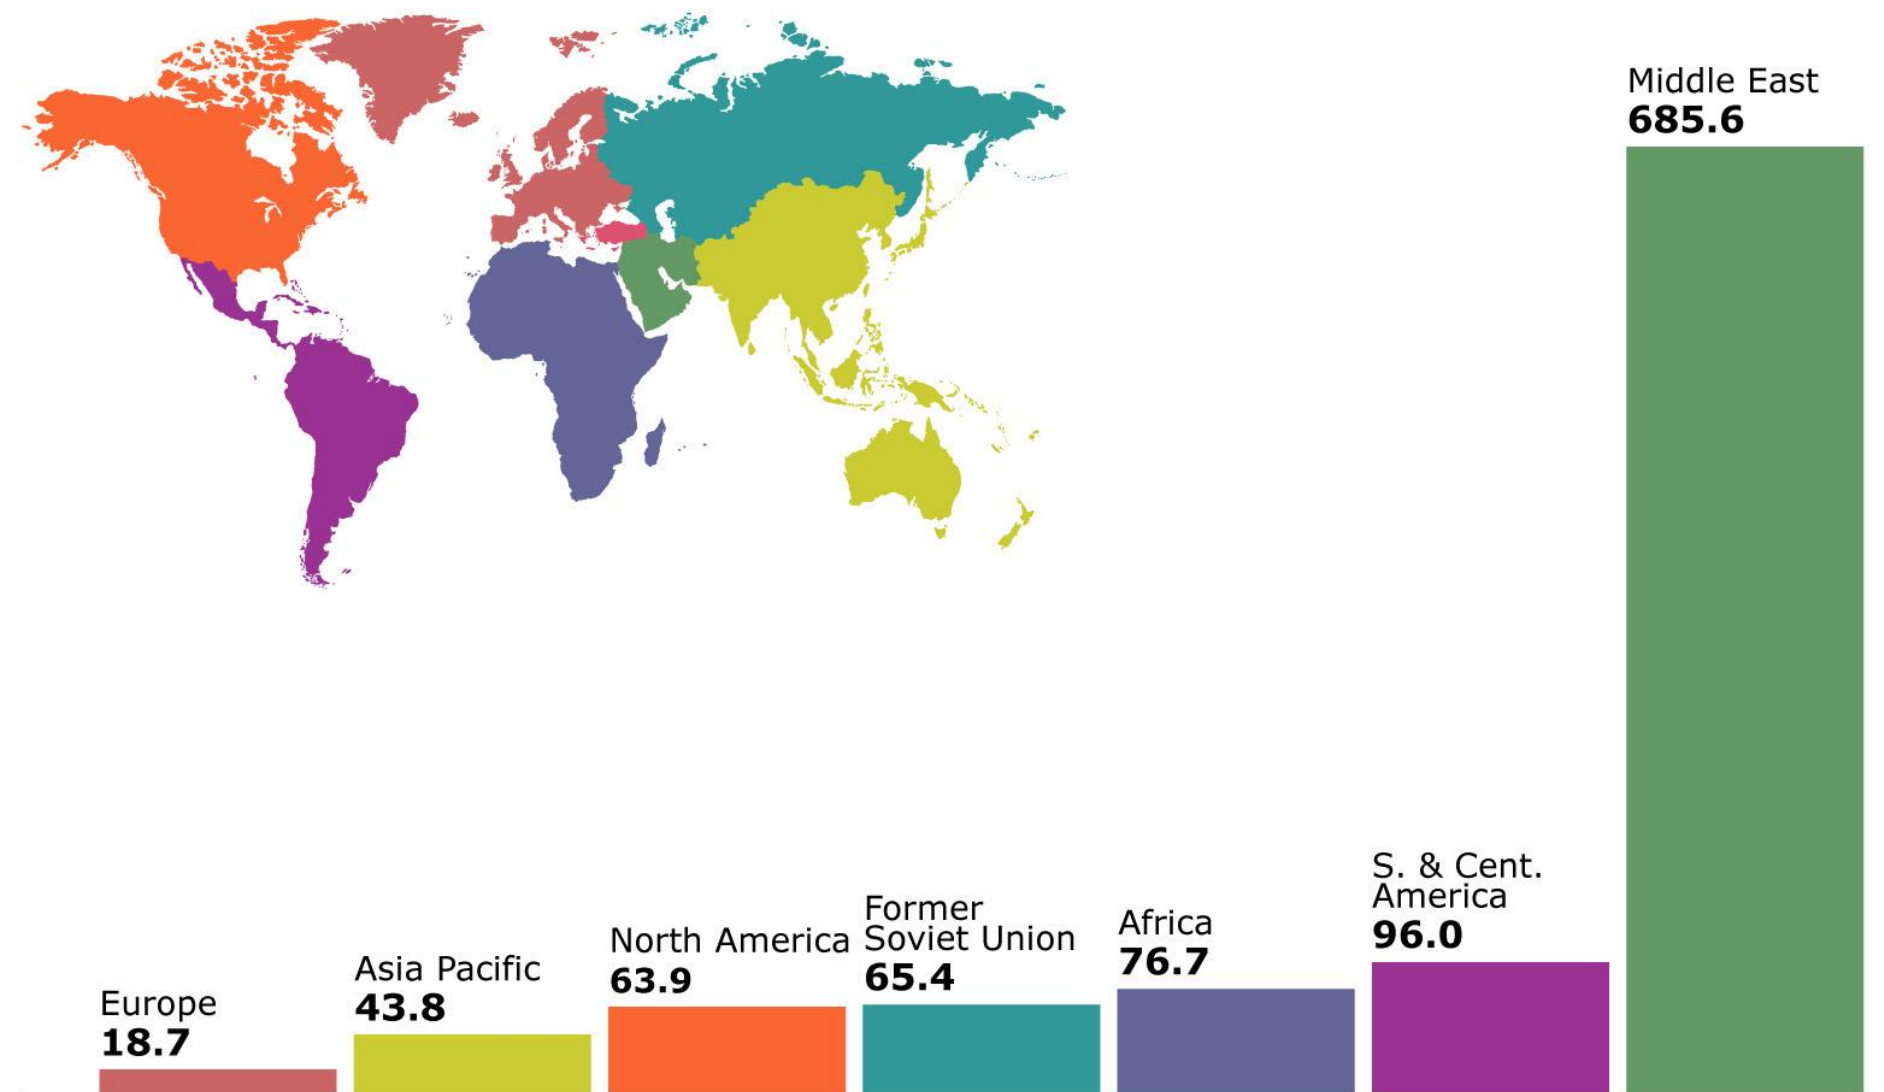 Middle East
685.6
S. & Cent.
America
96.0
Former
Soviet Union
65.4
Africa
76.7
North America
63.9
Asia Pacific
43.8
Europe
18.7